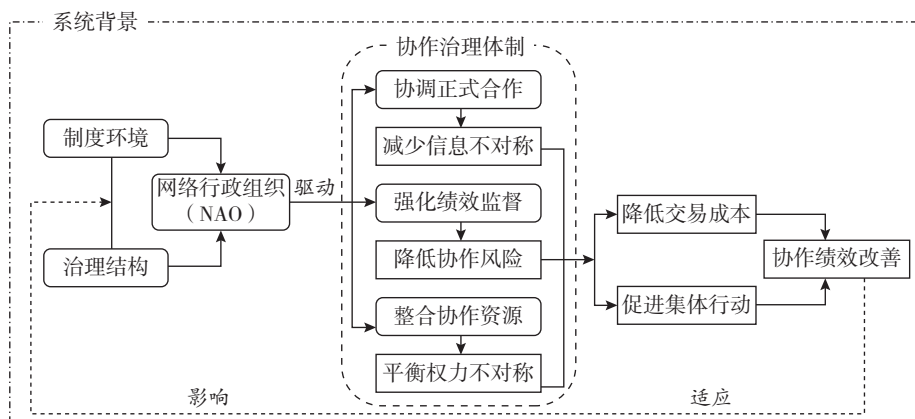 系统背景
协作治理体制
协调正式合作
减少信息不对称
制度环境
网络行政组织
（NAO）
驱动
强化绩效监督
降低协作风险
治理结构
整合协作资源
平衡权力不对称
降低交易成本
促进集体行动
协作绩效改善
影响
适应